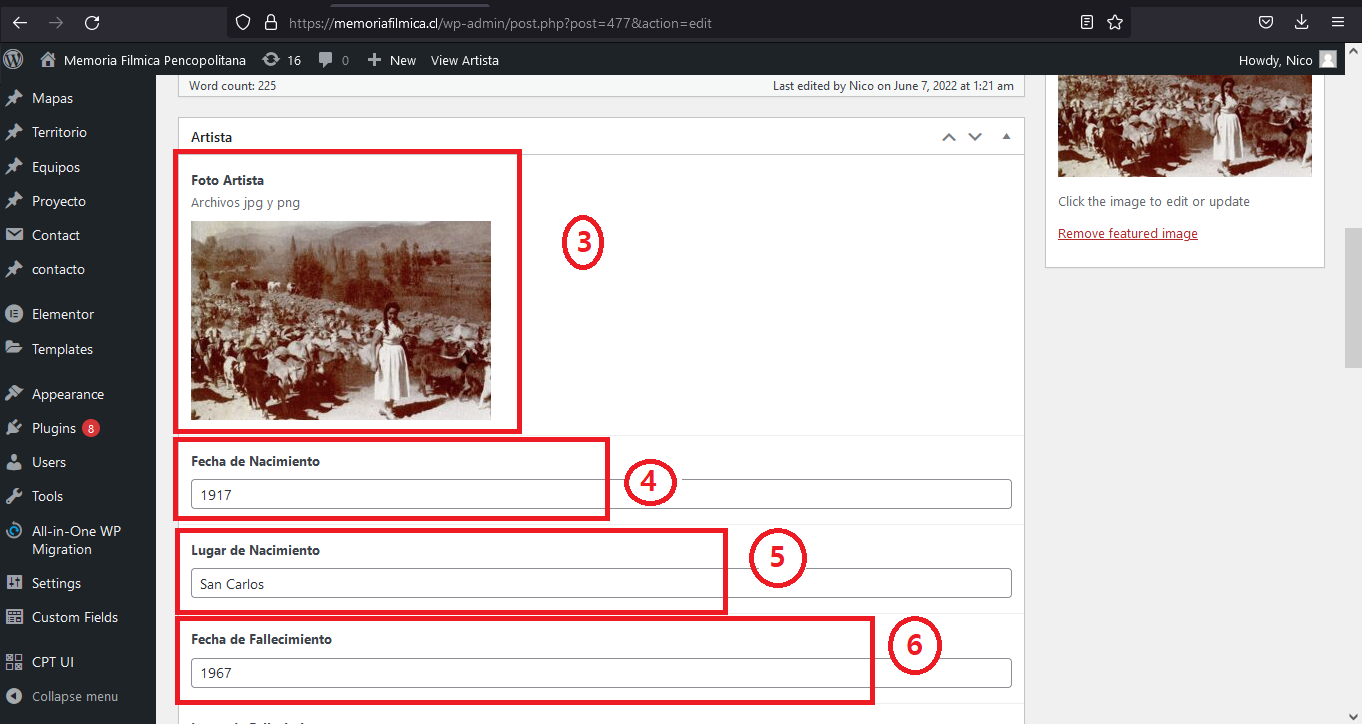 https://memoriafilmica.cl/wp-admin/post.php?post=477&action=edit
Memoria Filmica Pencopolitana 16 0 New View Artista Howdy, Nico
Mapas
Territorio
Equipos
Proyecto
Contact
contacto
Elementor
Templates
Appearance
Plugins 8
Users
Tools
All-in-One WP
Migration
Settings
Custom Fields
CPT UI
Collapse menu
Word count: 225 Last edited by Nico on June 7, 2022 at 1:21 am
Artista
Foto Artista
Archivos jpg y png
3
Fecha de Nacimiento
1917
4
Lugar de Nacimiento
San Carlos
5
Fecha de Fallecimiento
1967
6
Click the image to edit or update
Remove featured image